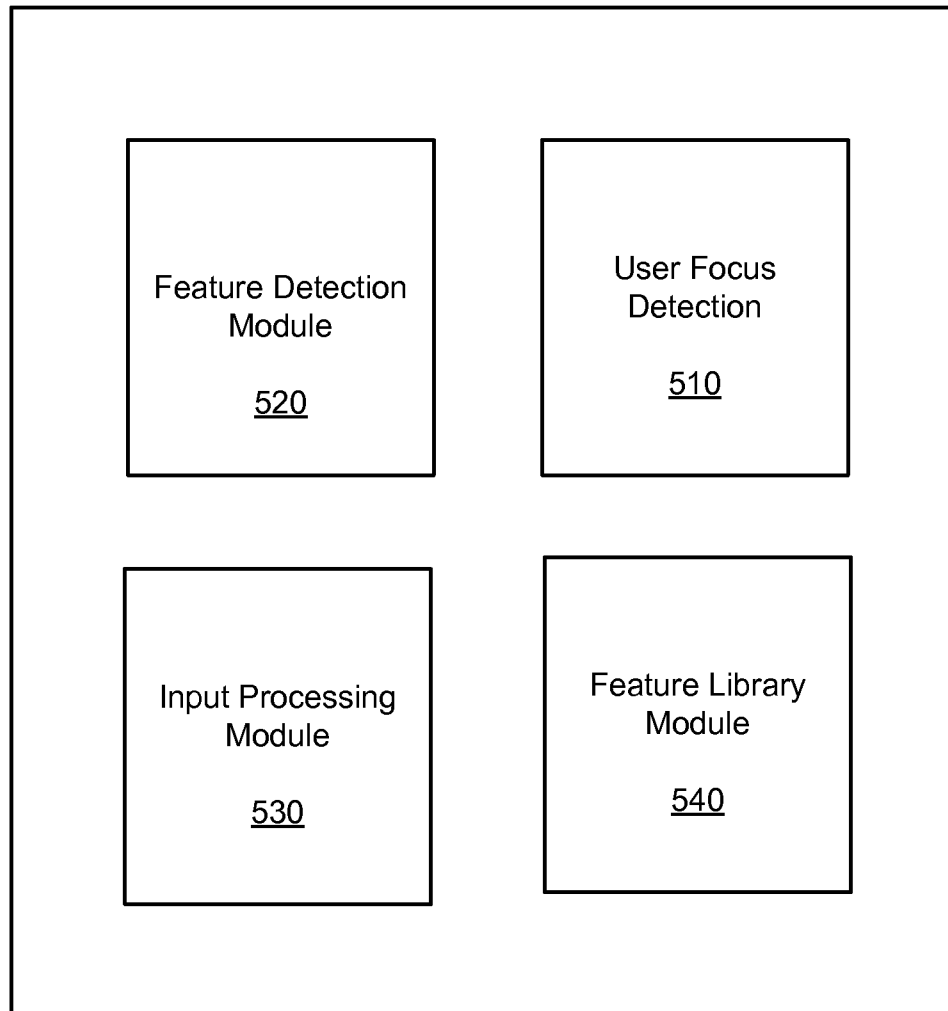 Feature Detection
Module
520
User Focus
Detection
510
Input Processing
Module
530
Feature Library
Module
540